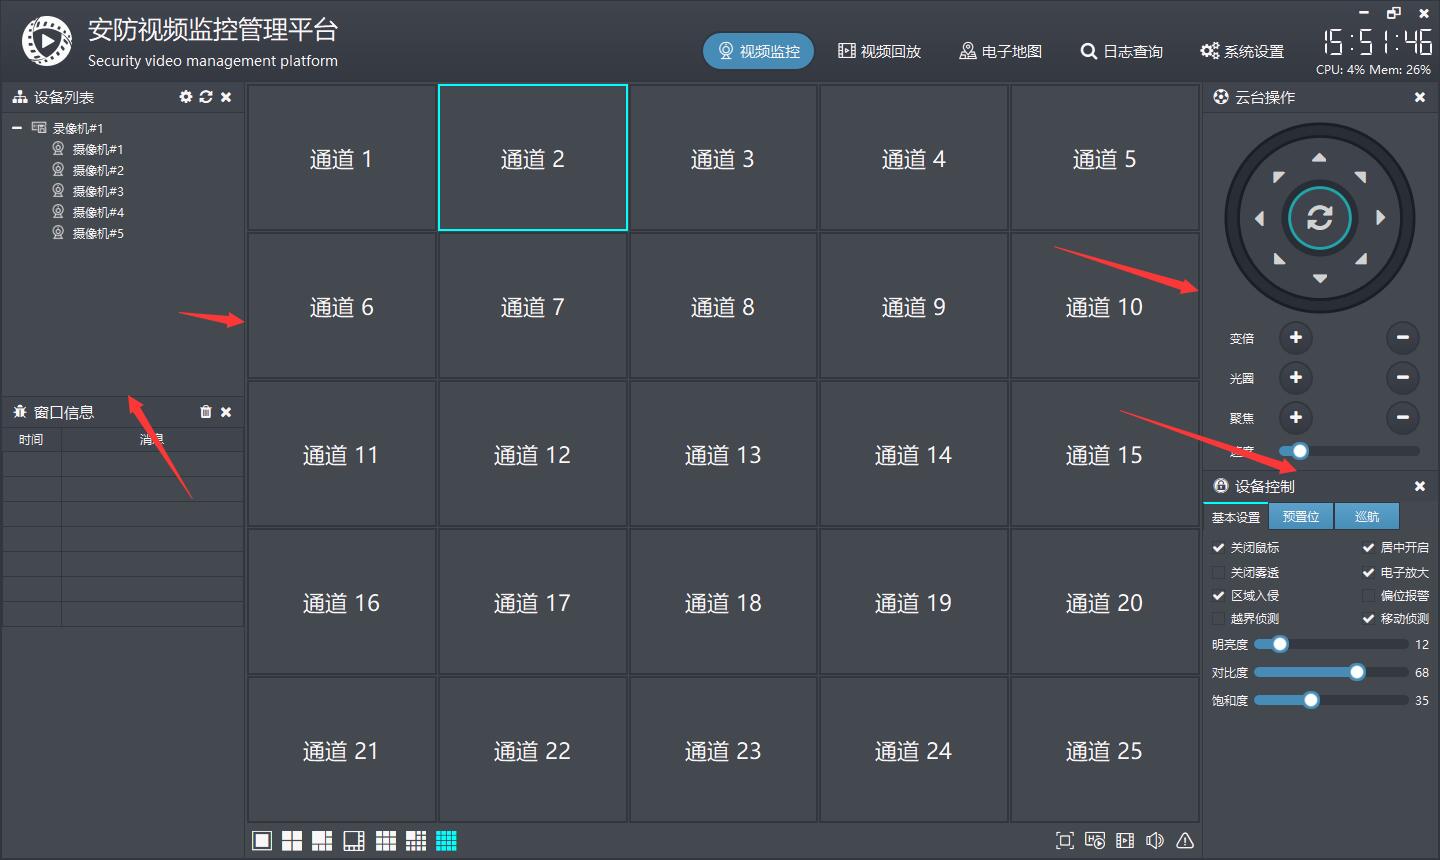 安防视频监控管理平台
Security video management platform
视频监控
视频回放
电子地图
日志查询
系统设置
15:51:46
CPU: 4% Mem: 26%
设备列表
录像机#1
摄像机#1
摄像机#2
摄像机#3
摄像机#4
摄像机#5
窗口信息
时间 消息
通道 1 通道 2 通道 3 通道 4 通道 5
通道 6 通道 7 通道 8 通道 9 通道 10
通道 11 通道 12 通道 13 通道 14 通道 15
通道 16 通道 17 通道 18 通道 19 通道 20
通道 21 通道 22 通道 23 通道 24 通道 25
云台操作
变倍
光圈
聚焦
速度
设备控制
基本设置 预置位 巡航
关闭鼠标 居中开启
关闭雾透 电子放大
区域入侵 偏位报警
越界侦测 移动侦测
明亮度 12
对比度 68
饱和度 35